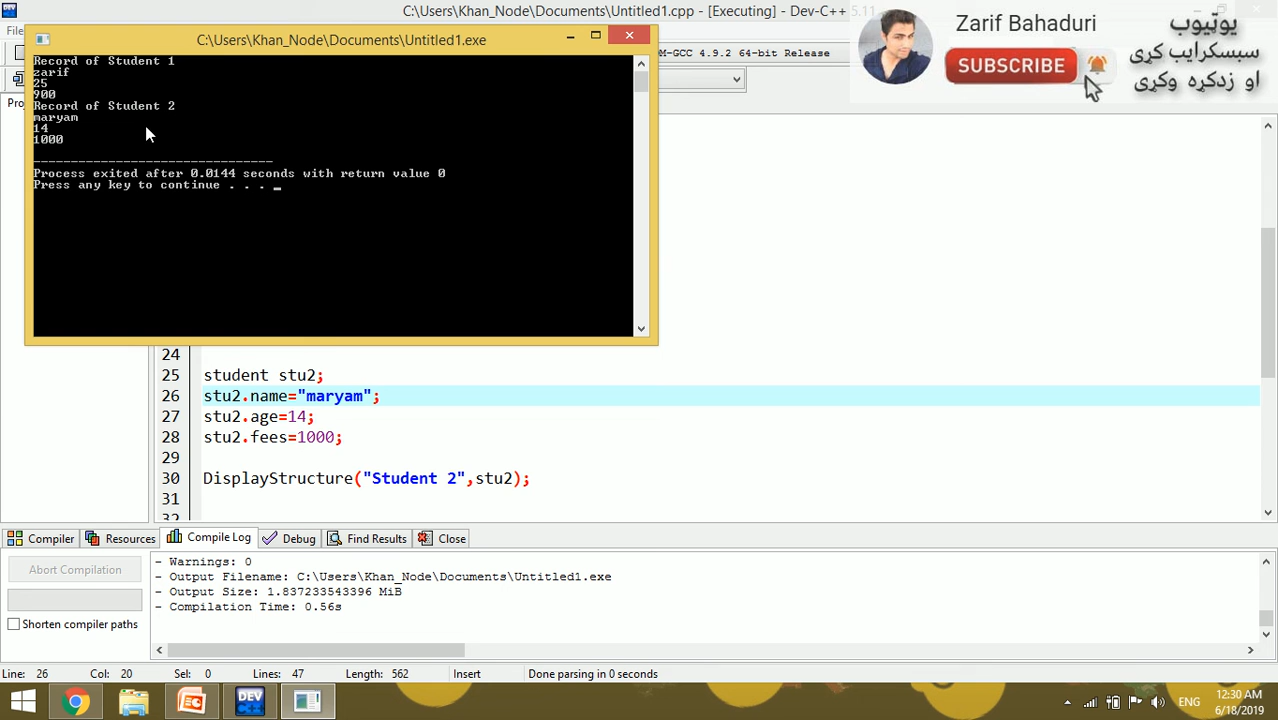 C:\Users\Khan_Node\Documents\Untitled1.cpp - [Executing] - Dev-C++ 5.11
C:\Users\Khan_Node\Documents\Untitled1.exe
Zarif Bahaduri
SUBSCRIBE
یوټیوب
سبسکرایب کړی
او زدکړه وکړی
M-GCC 4.9.2 64-bit Release
Record of Student 1
zarif
25
900
Record of Student 2
maryam
14
1000
--------------------------------
Process exited after 0.0144 seconds with return value 0
Press any key to continue . . . _
24
25 student stu2;
26 stu2.name="maryam";
27 stu2.age=14;
28 stu2.fees=1000;
29
30 DisplayStructure("Student 2",stu2);
31
32
Compiler Resources Compile Log Debug Find Results Close
Abort Compilation
Shorten compiler paths
- Warnings: 0
- Output Filename: C:\Users\Khan_Node\Documents\Untitled1.exe
- Output Size: 1.837233543396 MiB
- Compilation Time: 0.56s
Line: 26 Col: 20 Sel: 0 Lines: 47 Length: 562 Insert Done parsing in 0 seconds
ENG
12:30 AM
6/18/2019